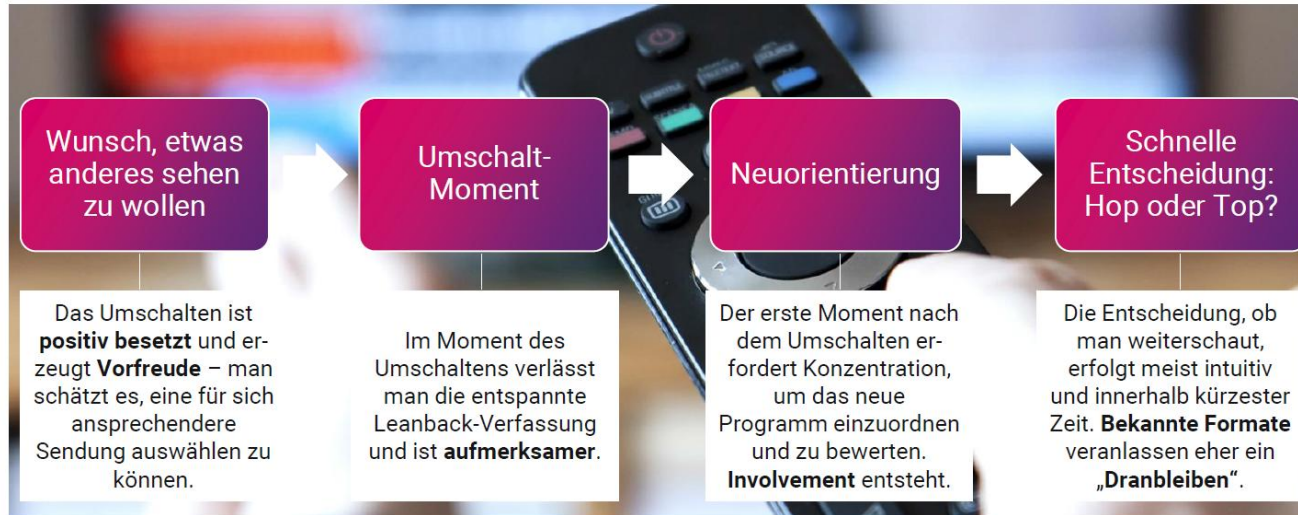 Wunsch, etwas
anderes sehen
zu wollen
Umschalt-
Moment
Neuorientierung
Schnelle
Entscheidung:
Hop oder Top?
Das Umschalten ist
positiv besetzt und er-
zeugt Vorfreude – man
schätzt es, eine für sich
ansprechendere
Sendung auswählen zu
können.
Im Moment des
Umschaltens verlässt
man die entspannte
Leanback-Verfassung
und ist aufmerksamer.
Der erste Moment nach
dem Umschalten er-
fordert Konzentration,
um das neue
Programm einzuordnen
und zu bewerten.
Involvement entsteht.
Die Entscheidung, ob
man weiterschaut,
erfolgt meist intuitiv
und innerhalb kürzester
Zeit. Bekannte Formate
veranlassen eher ein
„Dranbleiben“.
SUBTITLE
SOURCE